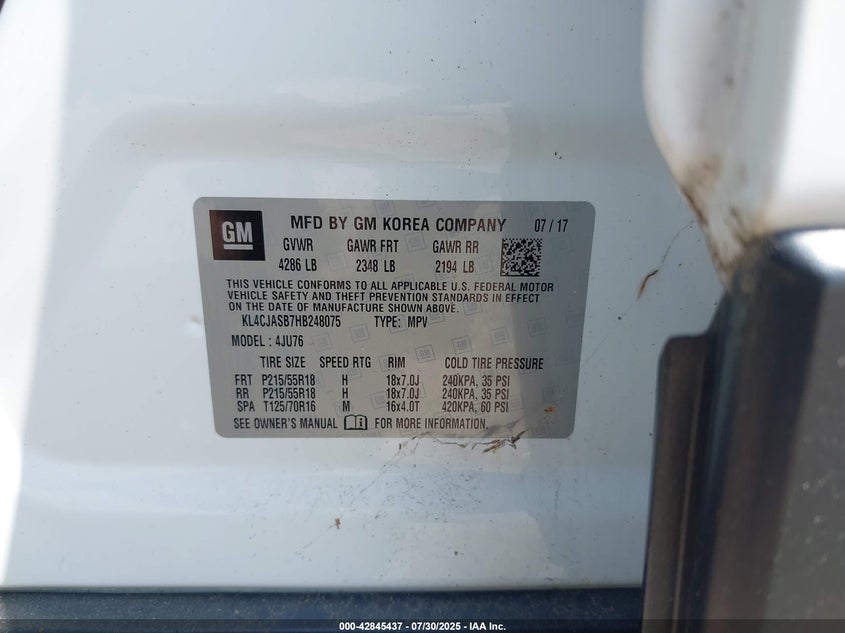 GM MFD BY GM KOREA COMPANY 07/17
GVWR GAWR FRT GAWR RR
4286 LB 2348 LB 2194 LB
THIS VEHICLE CONFORMS TO ALL APPLICABLE U.S. FEDERAL MOTOR
VEHICLE SAFETY AND THEFT PREVENTION STANDARDS IN EFFECT
ON THE DATE OF MANUFACTURE SHOWN ABOVE.
KL4CJASB7HB248075 TYPE: MPV
MODEL : 4JU76
TIRE SIZE SPEED RTG RIM COLD TIRE PRESSURE
FRT P215/55R18 H 18x7.0J 240KPA, 35 PSI
RR P215/55R18 H 18x7.0J 240KPA, 35 PSI
SPA T125/70R16 M 16x4.0T 420KPA, 60 PSI
SEE OWNER'S MANUAL FOR MORE INFORMATION.
000-42845437 - 07/30/2025 - IAA Inc.